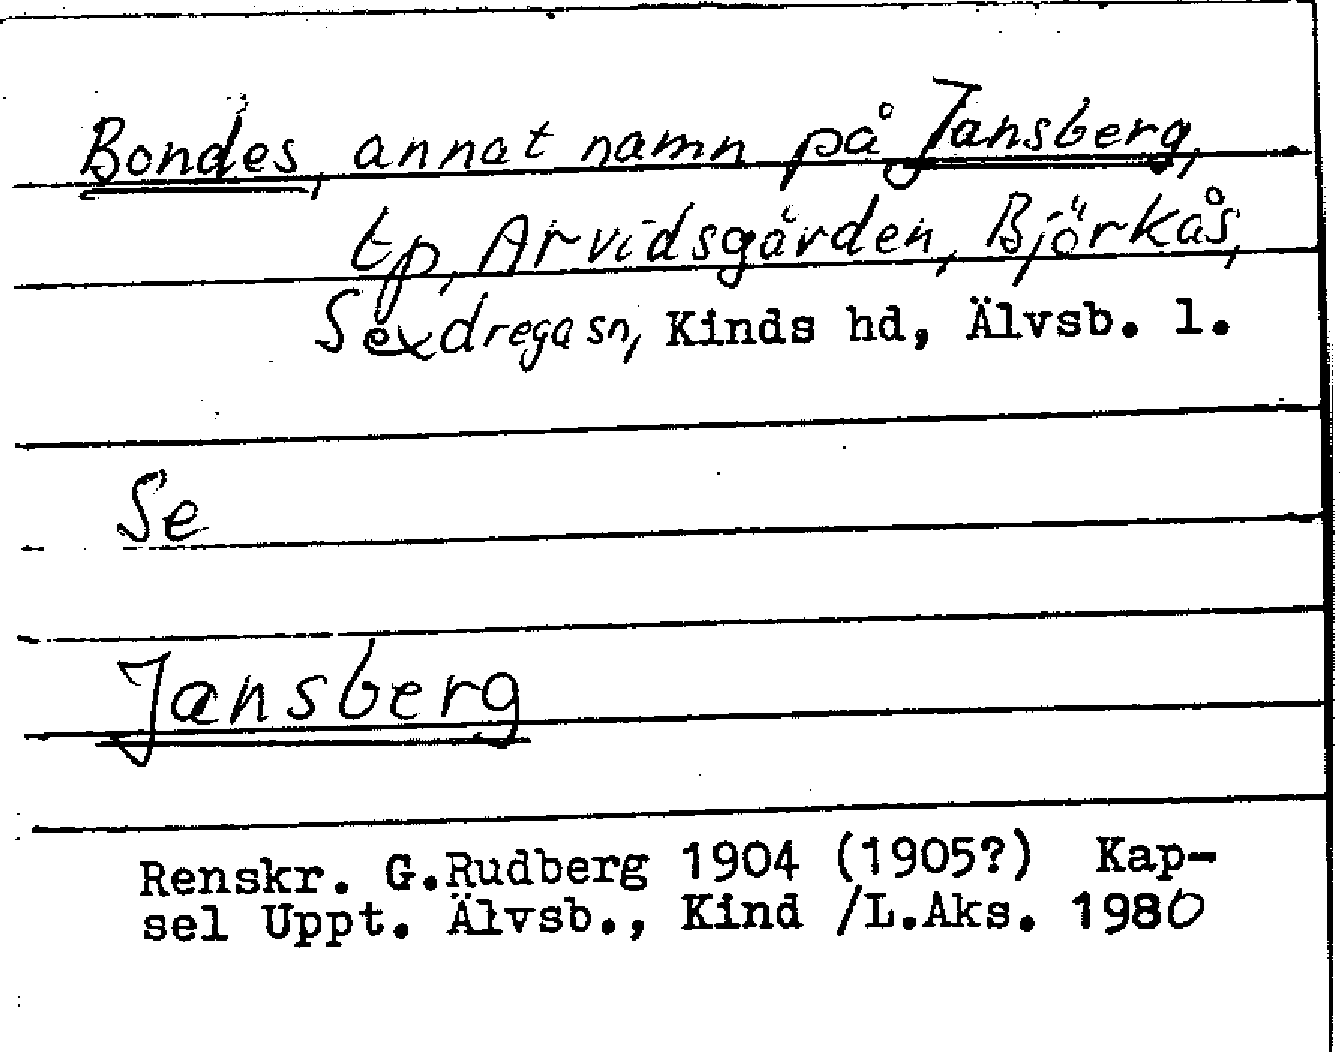 Bondes, annat namn på Jansberg,
tp, Arvidsgården, Björkås,
Sexdrega sn, Kinds hd, Älvsb. l.
Se
Jansberg
Renskr. G.Rudberg 1904 (1905?) Kap-
sel Uppt. Älvsb., Kind /L.Aks. 1980